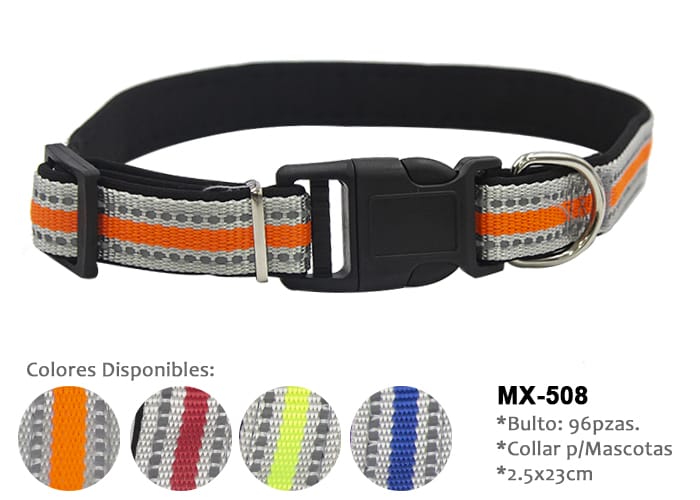 Colores Disponibles:
MX-508
*Bulto: 96pzas.
*Collar p/Mascotas
*2.5x23cm